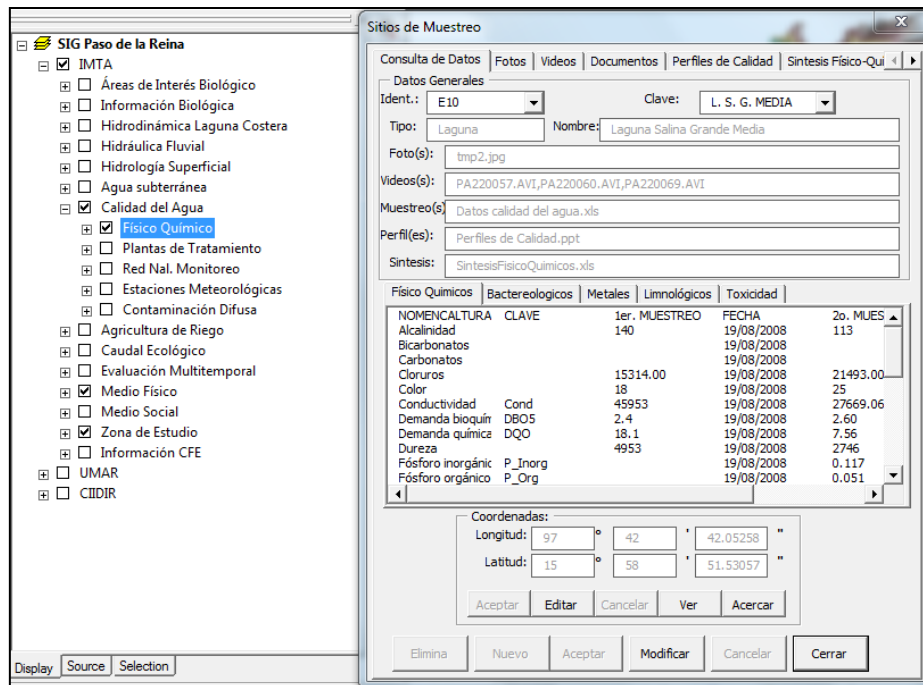 SIG Paso de la Reina
IMTA
Áreas de Interés Biológico
Información Biológica
Hidrodinámica Laguna Costera
Hidráulica Fluvial
Hidrología Superficial
Agua subterránea
Calidad del Agua
Físico Químico
Plantas de Tratamiento
Red Nal. Monitoreo
Estaciones Meteorológicas
Contaminación Difusa
Agricultura de Riego
Caudal Ecológico
Evaluación Multitemporal
Medio Físico
Medio Social
Zona de Estudio
Información CFE
UMAR
CIIDIR
Display Source Selection
Sitios de Muestreo
Consulta de Datos Fotos Videos Documentos Perfiles de Calidad Sintesis Físico-Qui
Datos Generales
Ident.: E10 Clave: L. S. G. MEDIA
Tipo: Laguna Nombre: Laguna Salina Grande Media
Foto(s): tmp2.jpg
Videos(s): PA220057.AVI,PA220060.AVI,PA220069.AVI
Muestreo(s) Datos calidad del agua.xls
Perfil(es): Perfiles de Calidad.ppt
Sintesis: SintesisFisicoQuimicos.xls
Físico Quimicos Bactereologicos Metales Limnológicos Toxicidad
NOMENCALTURA CLAVE 1er. MUESTREO FECHA 2o. MUES
Alcalinidad 140 19/08/2008 113
Bicarbonatos 19/08/2008
Carbonatos 19/08/2008
Cloruros 15314.00 19/08/2008 21493.00
Color 18 19/08/2008 25
Conductividad Cond 45953 19/08/2008 27669.06
Demanda bioquím DBO5 2.4 19/08/2008 2.60
Demanda química DQO 18.1 19/08/2008 7.56
Dureza 4953 19/08/2008 2746
Fósforo inorgánic P_Inorg 19/08/2008 0.117
Fósforo orgánico P_Org 19/08/2008 0.051
Coordenadas:
Longitud: 97 ° 42 ' 42.05258 "
Latitud: 15 ° 58 ' 51.53057 "
Aceptar Editar Cancelar Ver Acercar
Elimina Nuevo Aceptar Modificar Cancelar Cerrar